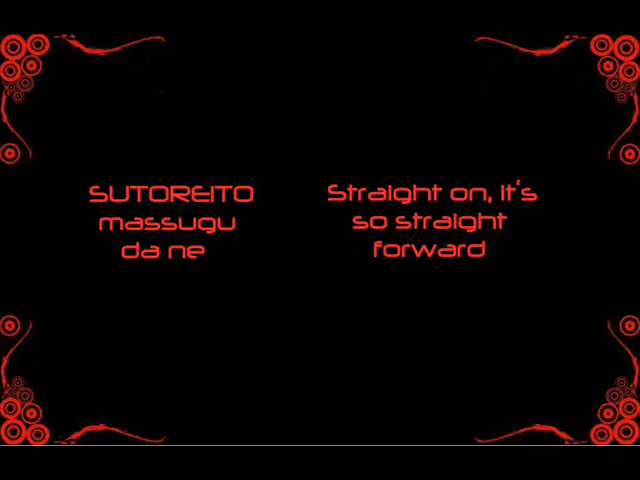 SUTOREITO
massugu
da ne
Straight on, it's
so straight
forward